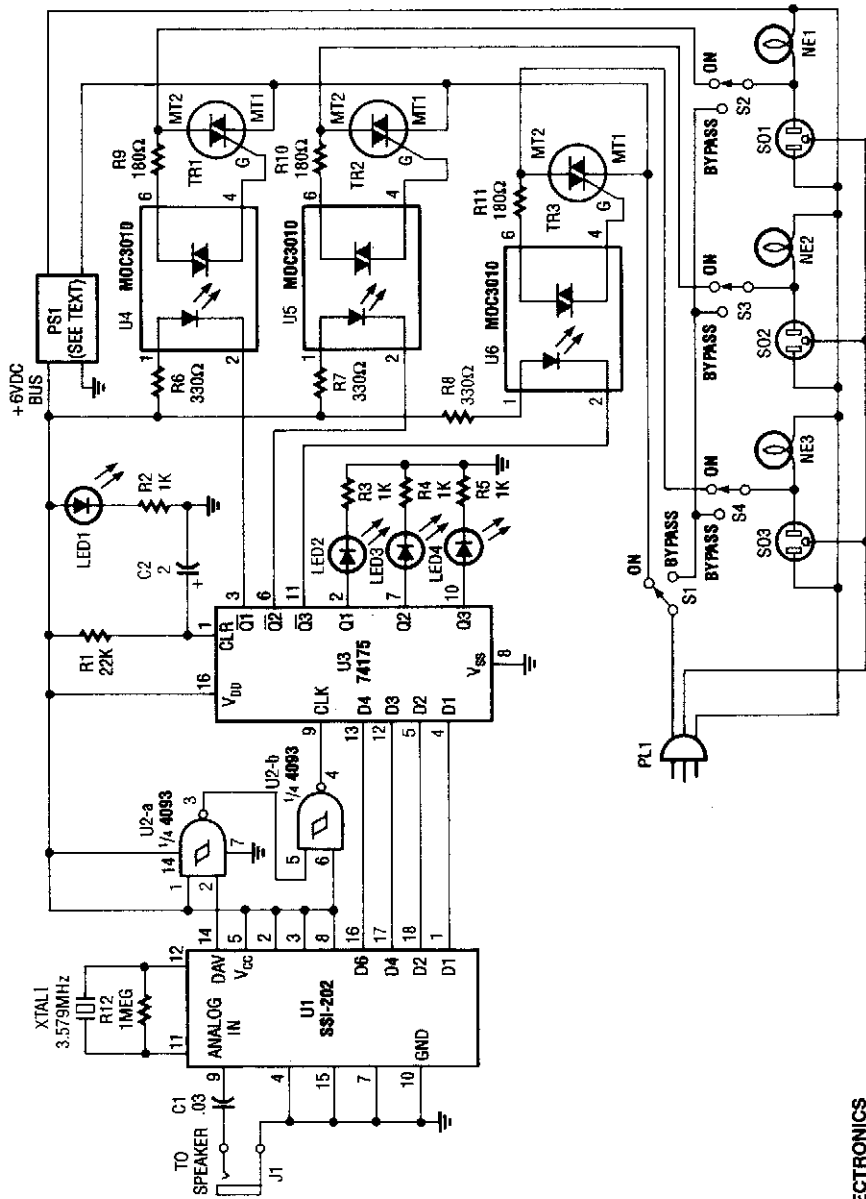 XTAL1
3.579MHz
R12
1MEG
11
12
ANALOG
IN
DAV
14
VCC
5
2
3
8
U1
SSI-202
D6
16
D4
17
D2
18
D1
1
GND
9
4
15
7
10
C1
.03
TO
SPEAKER
J1
U2-a
1/4 4093
14
1
2
3
7
U2-b
1/4 4093
5
6
4
R1
22K
C2
2
+
LED1
R2
1K
+6VDC
BUS
PS1
(SEE TEXT)
16
VDD
1
CLR
9
CLK
13
D4
12
D3
5
D2
4
D1
U3
74175
VSS
8
Q1
3
Q2
6
Q3
11
Q1
2
Q2
7
Q3
10
LED2
LED3
LED4
R3
1K
R4
1K
R5
1K
R6
330Ω
R7
330Ω
R8
330Ω
U4
MOC3010
1
2
6
4
R9
180Ω
TR1
MT2
MT1
G
U5
MOC3010
1
2
6
4
R10
180Ω
TR2
MT2
MT1
G
U6
MOC3010
1
2
6
4
R11
180Ω
TR3
MT2
MT1
G
PL1
S1
ON
BYPASS
S4
ON
BYPASS
S3
ON
BYPASS
S2
ON
BYPASS
SO3
NE3
SO2
NE2
SO1
NE1
ECTRONICS